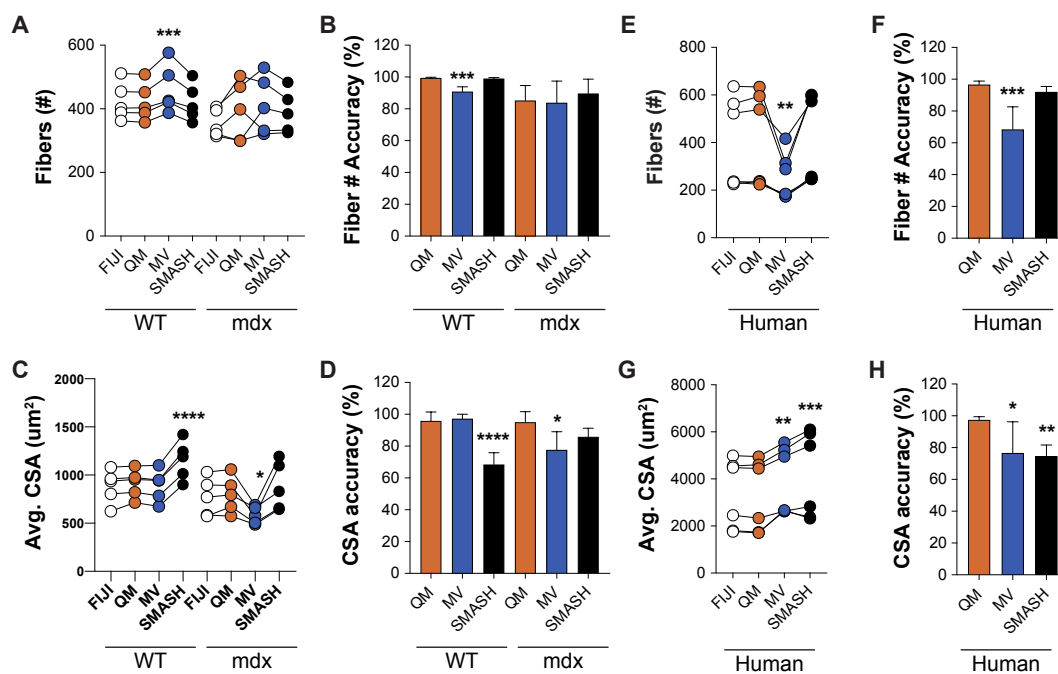 A
Fibers (#)
600
400
200
0
***
FIJI
QM
MV
SMASH
FIJI
QM
MV
SMASH
WT
mdx
B
Fiber # Accuracy (%)
120
100
80
60
40
20
0
***
QM
MV
SMASH
QM
MV
SMASH
WT
mdx
E
Fibers (#)
800
600
400
200
0
**
FIJI
QM
MV
SMASH
Human
F
Fiber # Accuracy (%)
120
100
80
60
40
20
0
***
QM
MV
SMASH
Human
C
Avg. CSA (um²)
2000
1500
1000
500
0
****
*
FIJI
QM
MV
SMASH
FIJI
QM
MV
SMASH
WT
mdx
D
CSA accuracy (%)
120
100
80
60
40
20
0
****
*
QM
MV
SMASH
QM
MV
SMASH
WT
mdx
G
Avg. CSA (um²)
8000
6000
4000
2000
0
**
***
FIJI
QM
MV
SMASH
Human
H
CSA accuracy (%)
120
100
80
60
40
20
0
*
**
QM
MV
SMASH
Human